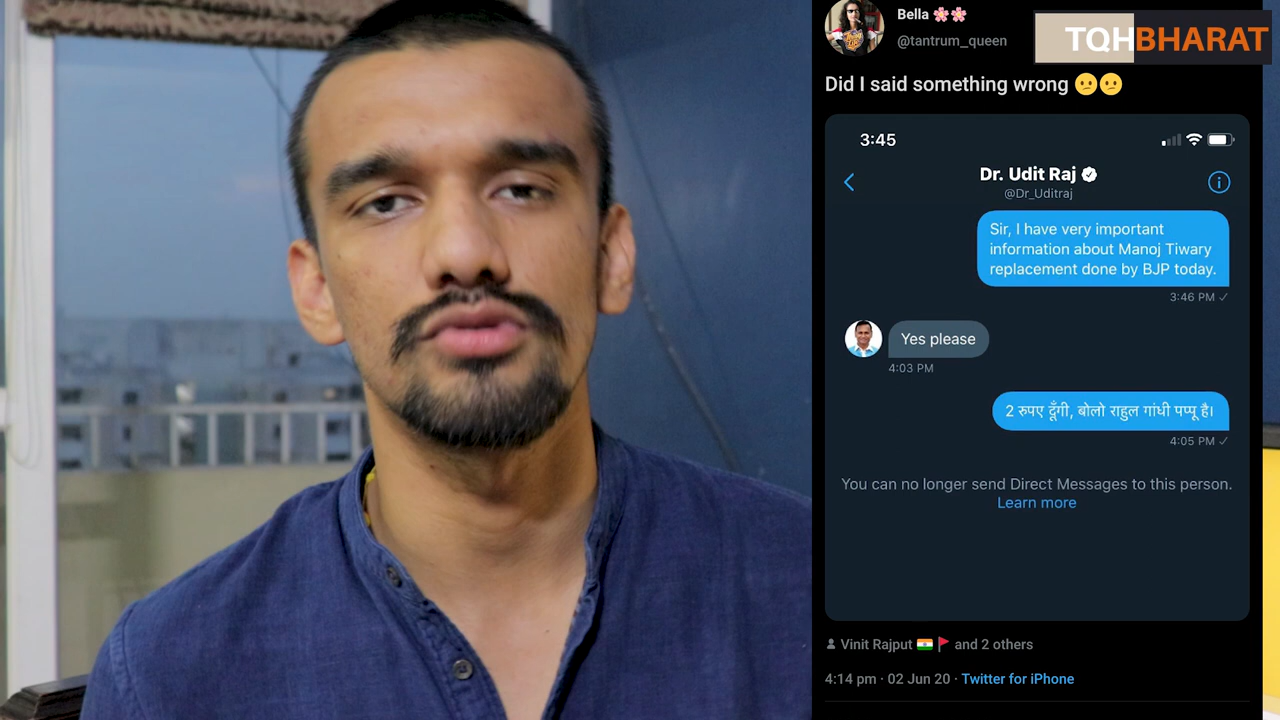 Bella 🌸🌸
@tantrum_queen
TQHBHARAT
Did I said something wrong 😕😕
3:45
Dr. Udit Raj
@Dr_Uditraj
Sir, I have very important
information about Manoj Tiwary
replacement done by BJP today.
3:46 PM ✓
Yes please
4:03 PM
2 रुपए दूँगी, बोलो राहुल गांधी पप्पू है।
4:05 PM ✓
You can no longer send Direct Messages to this person.
Learn more
Vinit Rajput 🇮🇳🚩 and 2 others
4:14 pm · 02 Jun 20 · Twitter for iPhone